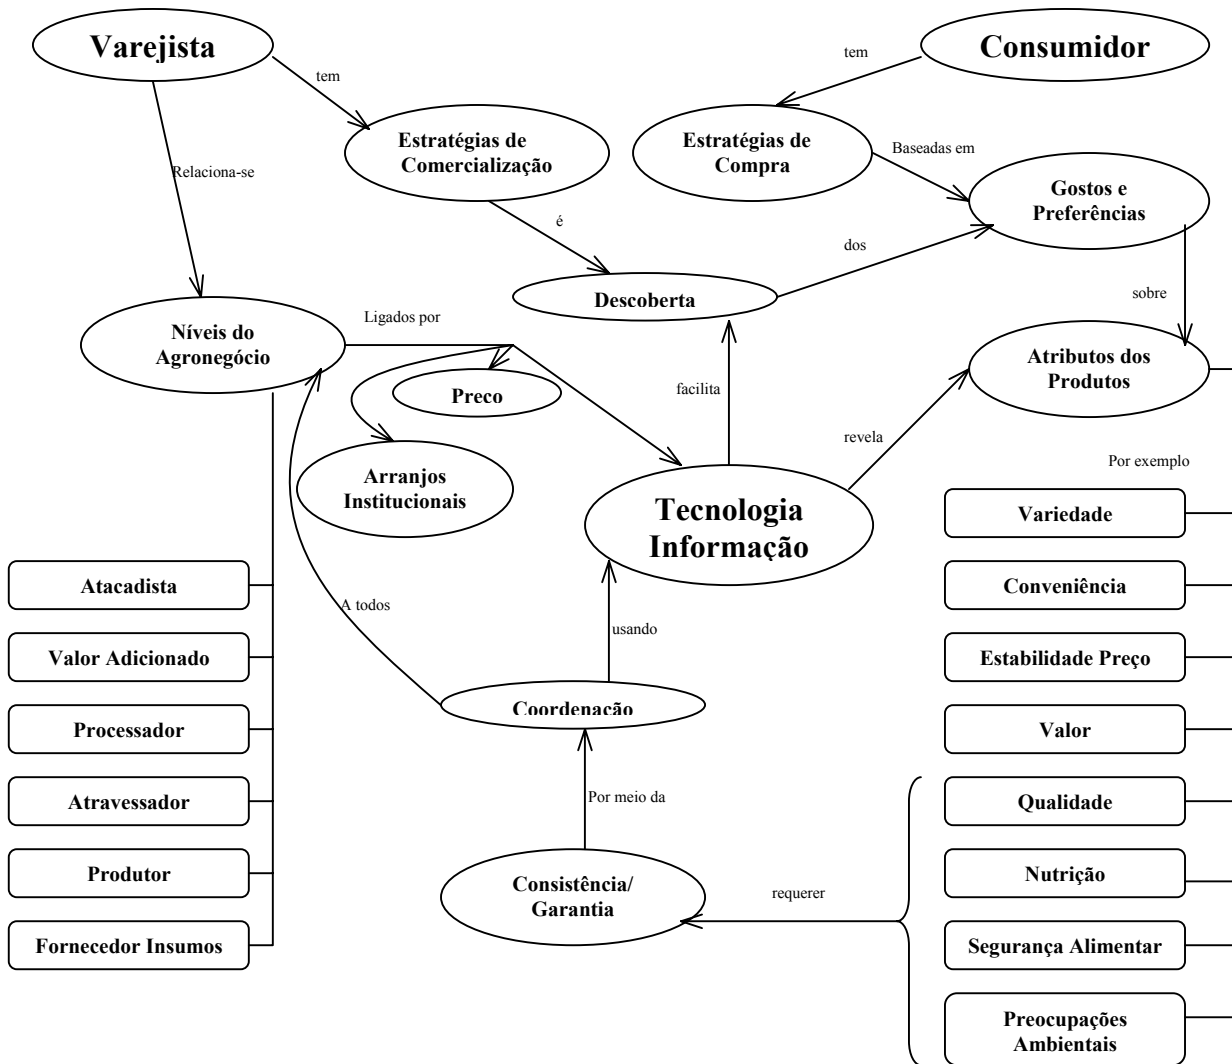 Varejista
Consumidor
tem
tem
Estratégias de
Comercialização
Estratégias de
Compra
Baseadas em
Gostos e
Preferências
Relaciona-se
é
dos
sobre
Descoberta
Níveis do
Agronegócio
Ligados por
Preco
facilita
Atributos dos
Produtos
revela
Arranjos
Institucionais
Por exemplo
Tecnologia
Informação
Variedade
Atacadista
Conveniência
A todos
usando
Valor Adicionado
Estabilidade Preço
Coordenação
Processador
Valor
Por meio da
Atravessador
Qualidade
Produtor
Consistência/
Garantia
requerer
Nutrição
Fornecedor Insumos
Segurança Alimentar
Preocupações
Ambientais